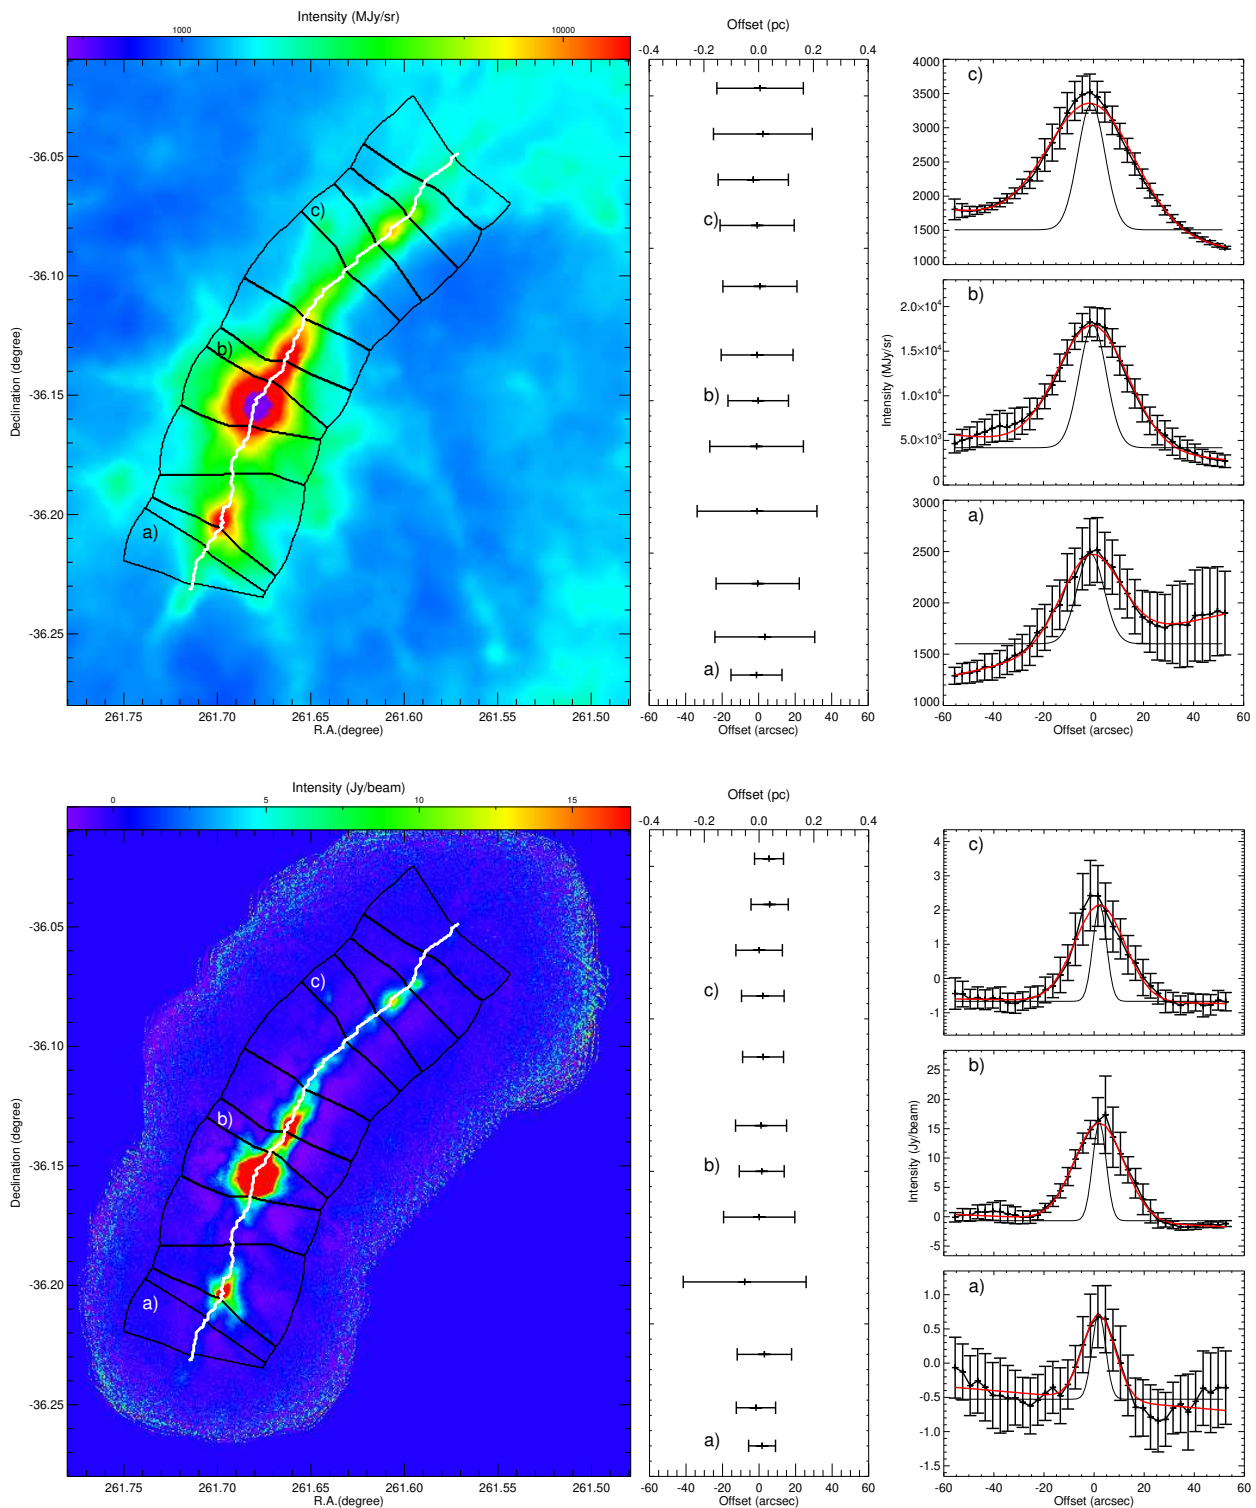 Intensity (MJy/sr)
1000
10000
Offset (pc)
-0.4 -0.2 0.0 0.2 0.4
-36.05
-36.10
-36.15
-36.20
-36.25
Declination (degree)
c)
b)
a)
261.75 261.70 261.65 261.60 261.55 261.50
R.A.(degree)
c)
b)
a)
-60 -40 -20 0 20 40 60
Offset (arcsec)
c)
4000
3500
3000
2500
2000
1500
1000
b)
2.0×10⁴
1.5×10⁴
1.0×10⁴
5.0×10³
0
Intensity (MJy/sr)
a)
3000
2500
2000
1500
1000
-60 -40 -20 0 20 40 60
Offset (arcsec)
Intensity (Jy/beam)
0 5 10 15
Offset (pc)
-0.4 -0.2 0.0 0.2 0.4
-36.05
-36.10
-36.15
-36.20
-36.25
Declination (degree)
c)
b)
a)
261.75 261.70 261.65 261.60 261.55 261.50
R.A.(degree)
c)
b)
a)
-60 -40 -20 0 20 40 60
Offset (arcsec)
c)
4
3
2
1
0
-1
b)
25
20
15
10
5
0
-5
Intensity (Jy/beam)
a)
1.0
0.5
0.0
-0.5
-1.0
-1.5
-60 -40 -20 0 20 40 60
Offset (arcsec)